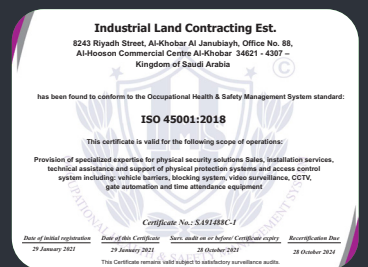 Industrial Land Contracting Est.
8243 Riyadh Street, Al-Khobar Al Janubiayh, Office No. 88,
Al-Hooson Commercial Centre Al-Khobar 34621 - 4307 –
Kingdom of Saudi Arabia
has been found to conform to the Occupational Health & Safety Management System standard:
ISO 45001:2018
This certificate is valid for the following scope of operations:
Provision of specialized expertise for physical security solutions Sales, installation services,
technical assistance and support of physical protection systems and access control
system including: vehicle barriers, blocking system, video surveillance, CCTV,
gate automation and time attendance equipment
Certificate No.: SA91488C-1
Date of initial registration Date of this Certificate Surv. audit on or before/ Certificate expiry Recertification Due
29 January 2021 29 January 2021 28 October 2021 28 October 2024
This Certificate remains valid subject to satisfactory surveillance audits.